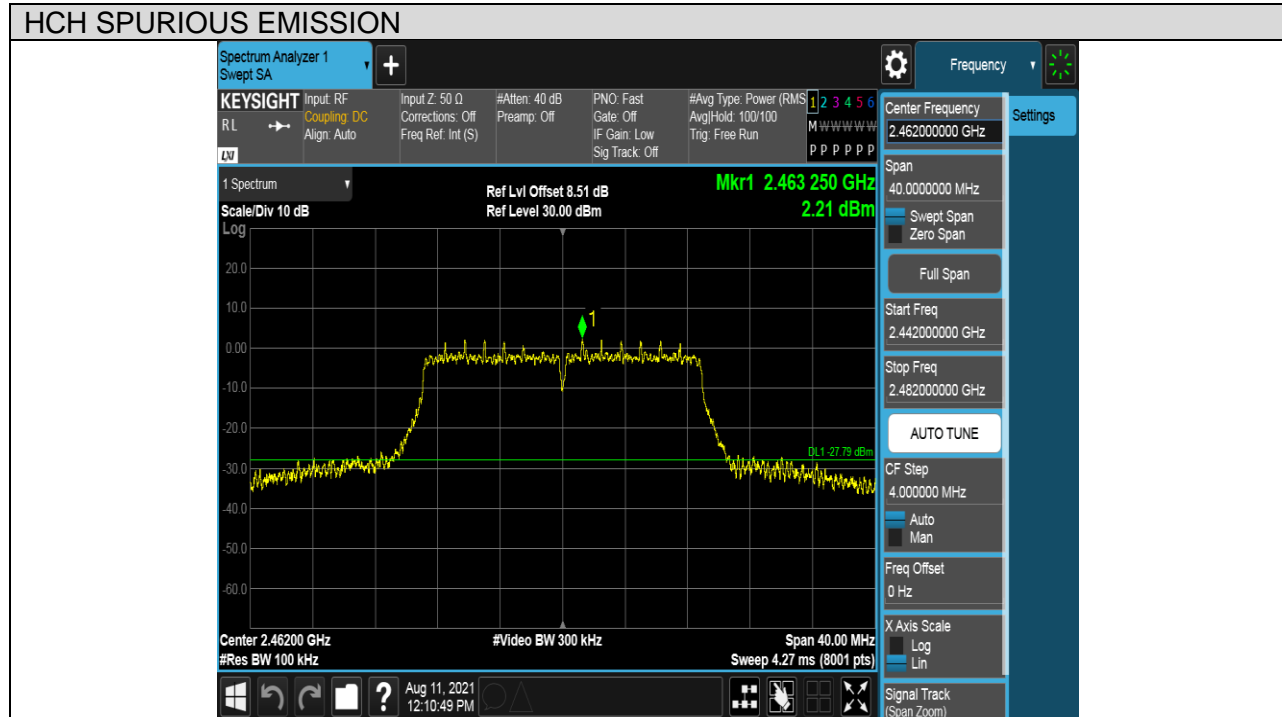 HCH SPURIOUS EMISSION
Spectrum Analyzer 1
Swept SA
+
Frequency
KEYSIGHT
RL
LXI
Input: RF
Coupling: DC
Align: Auto
Input Z: 50 Ω
Corrections: Off
Freq Ref: Int (S)
#Atten: 40 dB
Preamp: Off
PNO: Fast
Gate: Off
IF Gain: Low
Sig Track: Off
#Avg Type: Power (RMS
Avg|Hold: 100/100
Trig: Free Run
1 2 3 4 5 6
M W W W W W
P P P P P P
1 Spectrum
Scale/Div 10 dB
Log
Ref Lvl Offset 8.51 dB
Ref Level 30.00 dBm
Mkr1 2.463 250 GHz
2.21 dBm
20.0
10.0
0.00
-10.0
-20.0
-30.0
-40.0
-50.0
-60.0
1
DL1 -27.79 dBm
Center 2.46200 GHz
#Res BW 100 kHz
#Video BW 300 kHz
Span 40.00 MHz
Sweep 4.27 ms (8001 pts)
?
Aug 11, 2021
12:10:49 PM
Center Frequency
2.462000000 GHz
Settings
Span
40.0000000 MHz
Swept Span
Zero Span
Full Span
Start Freq
2.442000000 GHz
Stop Freq
2.482000000 GHz
AUTO TUNE
CF Step
4.000000 MHz
Auto
Man
Freq Offset
0 Hz
X Axis Scale
Log
Lin
Signal Track
(Span Zoom)